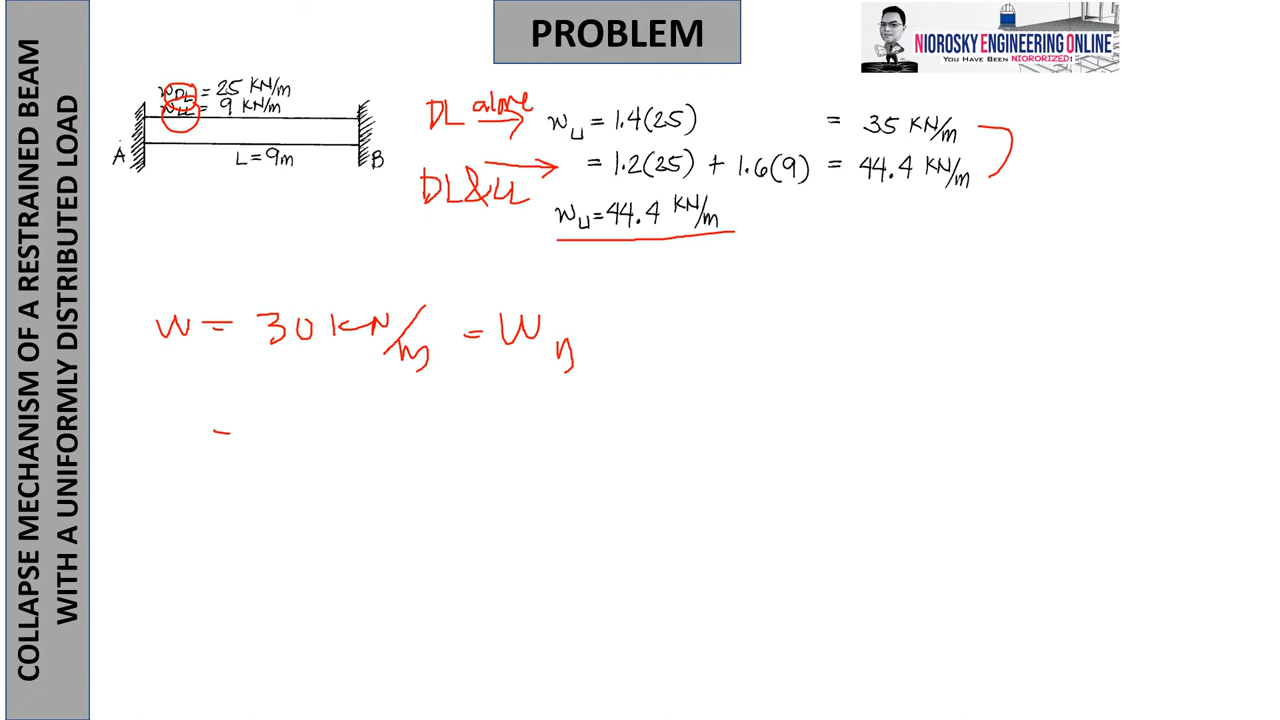 PROBLEM
NIOROSKY ENGINEERING ONLINE
YOU HAVE BEEN NIORORIZED!
COLLAPSE MECHANISM OF A RESTRAINED BEAM
WITH A UNIFORMLY DISTRIBUTED LOAD
wDL = 25 KN/m
wLL = 9 KN/m
A
L = 9m
B
DL alone
wU = 1.4(25) = 35 KN/m
DL & LL
= 1.2(25) + 1.6(9) = 44.4 KN/m
wU = 44.4 KN/m
W = 30 KN/m = Wn